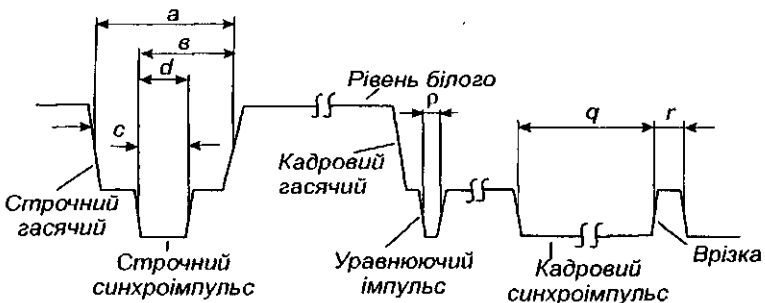 a
в
d
c
Рівень білого
ρ
q
r
Строчний
гасячий
Кадровий
гасячий
Строчний
синхроімпульс
Уравнюючий
імпульс
Кадровий
синхроімпульс
Врізка